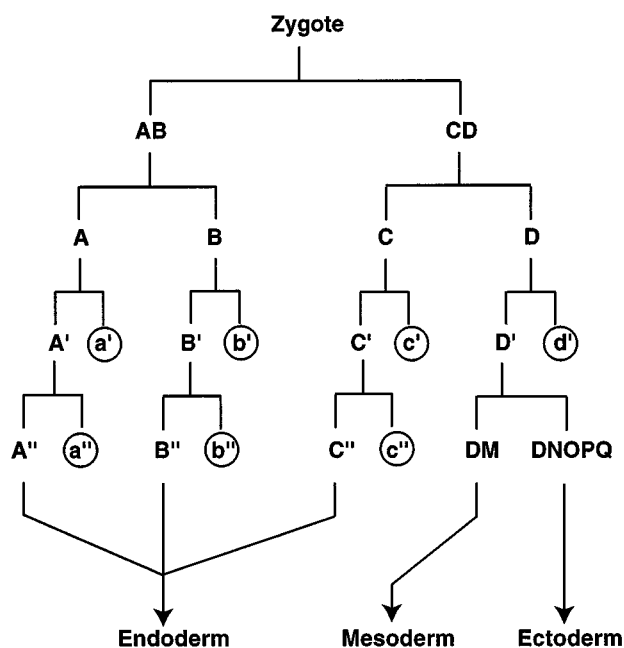 Zygote
AB CD
A B C D
A' a' B' b' C' c' D' d'
A" a" B" b" C" c" DM DNOPQ
Endoderm Mesoderm Ectoderm